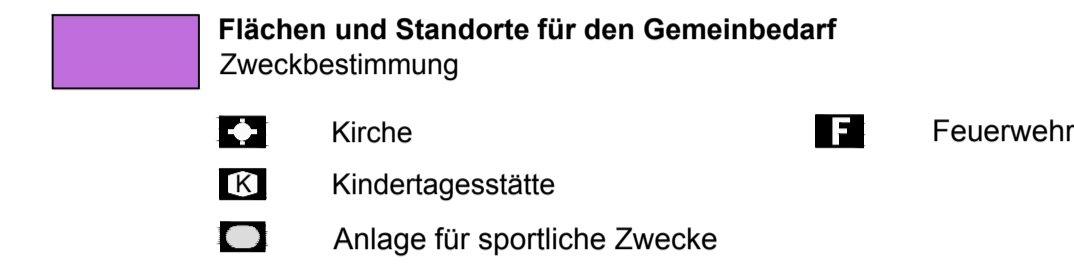 Flächen und Standorte für den Gemeinbedarf
Zweckbestimmung
Kirche
F Feuerwehr
K Kindertagesstätte
Anlage für sportliche Zwecke